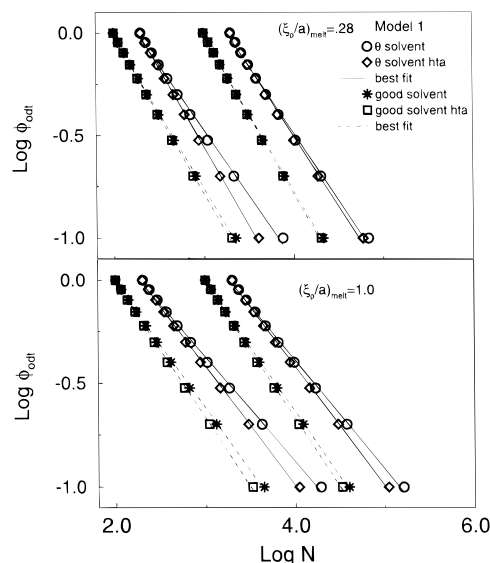 0.0
-0.5
-1.0
Log ϕodt
(ξρ/a)melt=.28
Model 1
θ solvent
θ solvent hta
best fit
good solvent
good solvent hta
best fit
0.0
-0.5
-1.0
Log ϕodt
(ξρ/a)melt=1.0
2.0
4.0
6.0
Log N